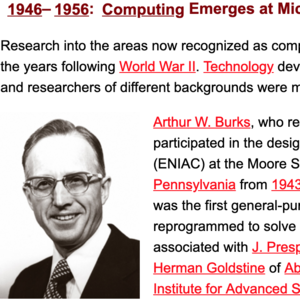 1946– 1956: Computing Emerges at Mic
Research into the areas now recognized as comp
the years following World War II. Technology dev
and researchers of different backgrounds were m
Arthur W. Burks, who re
participated in the desig
(ENIAC) at the Moore S
Pennsylvania from 1943
was the first general-pu
reprogrammed to solve
associated with J. Presp
Herman Goldstine of Ab
Institute for Advanced S